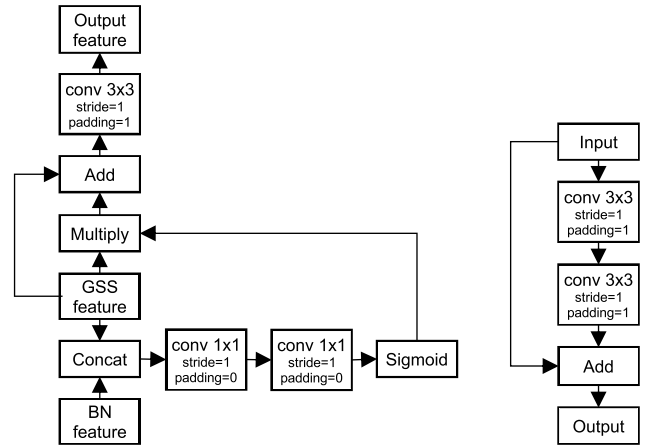 Output
feature
conv 3x3
stride=1
padding=1
Add
Multiply
GSS
feature
Concat
conv 1x1
stride=1
padding=0
conv 1x1
stride=1
padding=0
Sigmoid
BN
feature
Input
conv 3x3
stride=1
padding=1
conv 3x3
stride=1
padding=1
Add
Output